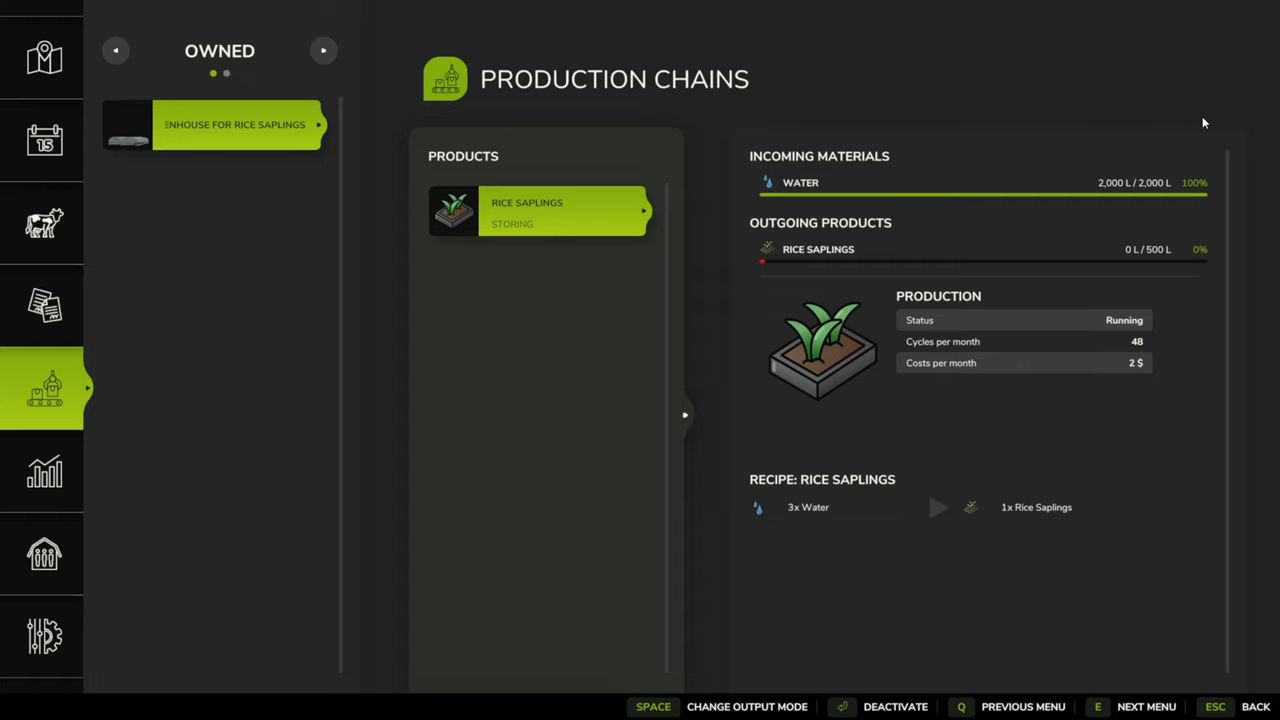 OWNED
ENHOUSE FOR RICE SAPLINGS
15
PRODUCTION CHAINS
PRODUCTS
RICE SAPLINGS
STORING
INCOMING MATERIALS
WATER 2,000 L / 2,000 L 100%
OUTGOING PRODUCTS
RICE SAPLINGS 0 L / 500 L 0%
PRODUCTION
Status Running
Cycles per month 48
Costs per month 2 $
RECIPE: RICE SAPLINGS
3x Water 1x Rice Saplings
SPACE CHANGE OUTPUT MODE DEACTIVATE Q PREVIOUS MENU E NEXT MENU ESC BACK